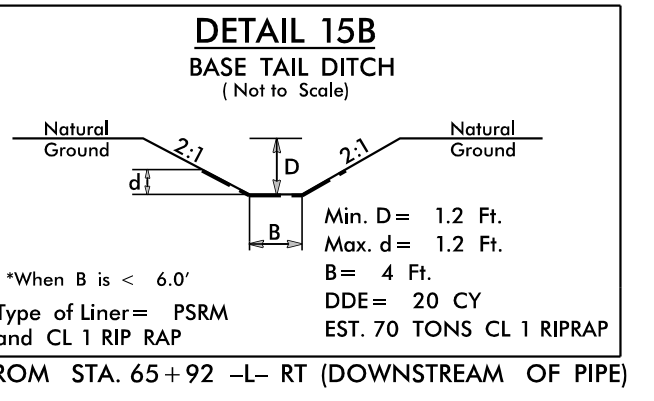 DETAIL 15B
BASE TAIL DITCH
( Not to Scale)
Natural
Ground
2:1
D
2:1
Natural
Ground
d
B
Min. D= 1.2 Ft.
Max. d= 1.2 Ft.
B= 4 Ft.
DDE= 20 CY
EST. 70 TONS CL 1 RIPRAP
*When B is < 6.0'
Type of Liner= PSRM
and CL 1 RIP RAP
ROM STA. 65+92 -L- RT (DOWNSTREAM OF PIPE)